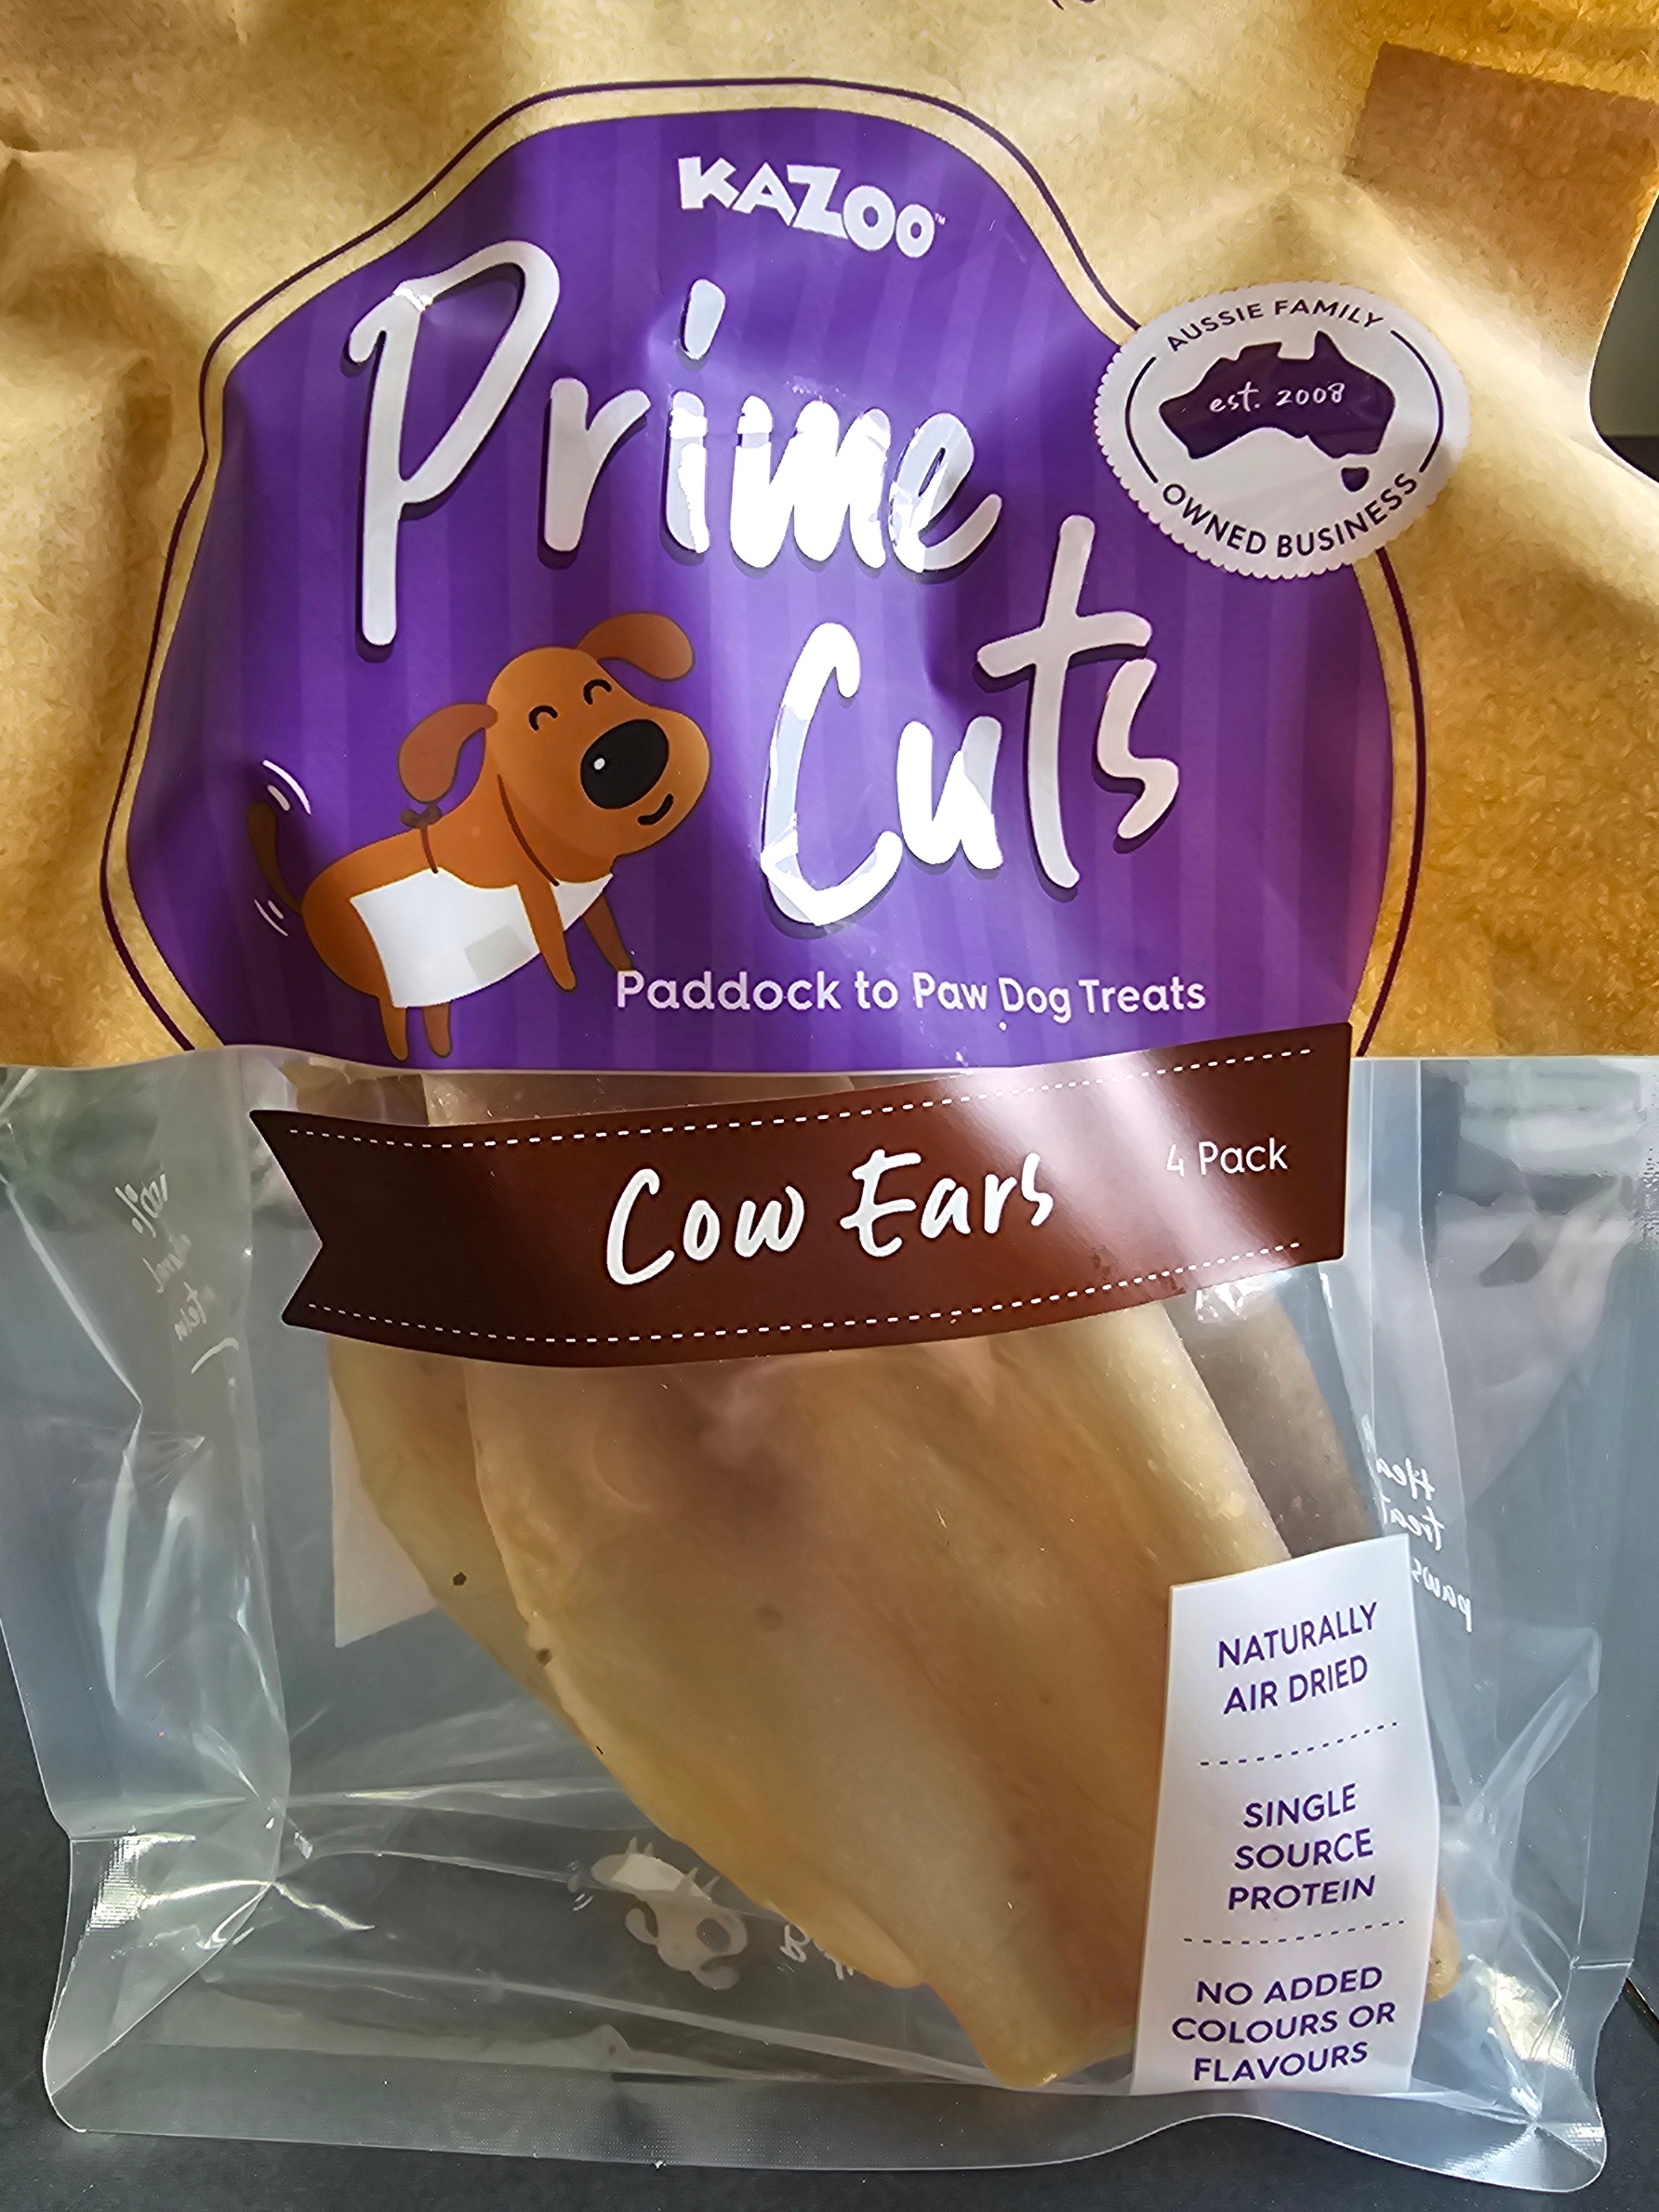 KAZOO™
Prime
Cuts
AUSSIE FAMILY
est. 2008
OWNED BUSINESS
Paddock to Paw Dog Treats
Cow Ears
4 Pack
NATURALLY
AIR DRIED
SINGLE
SOURCE
PROTEIN
NO ADDED
COLOURS OR
FLAVOURS